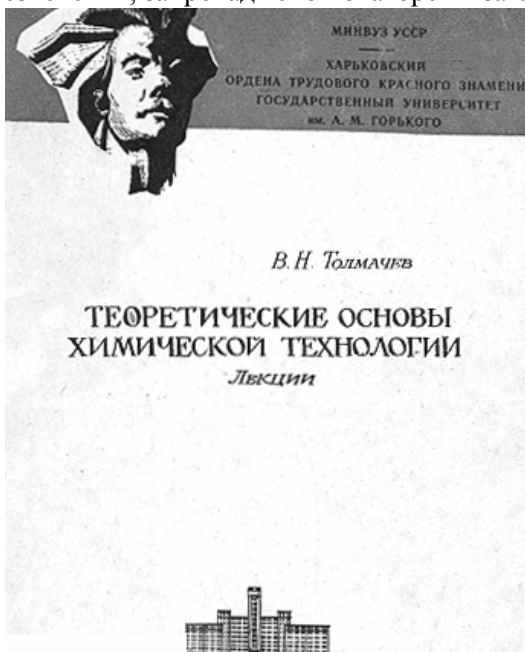 МИНВУЗ УССР
ХАРЬКОВСКИЙ
ОРДЕНА ТРУДОВОГО КРАСНОГО ЗНАМЕНИ
ГОСУДАРСТВЕННЫЙ УНИВЕРСИТЕТ
им. А. М. ГОРЬКОГО
В. Н. Толмачев
ТЕОРЕТИЧЕСКИЕ ОСНОВЫ
ХИМИЧЕСКОЙ ТЕХНОЛОГИИ
Лекции